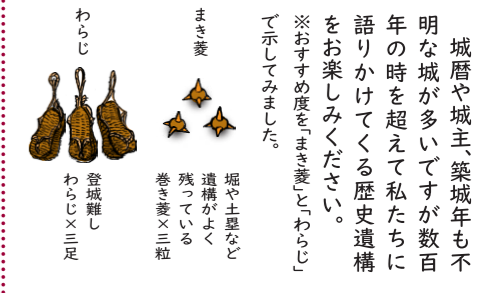 城暦や城主、築城年も不
明な城が多いですが数百
年の時を超えて私たちに
語りかけてくる歴史遺構
をお楽しみください。
※おすすめ度を「まき菱」と「わらじ」
で示してみました。
まき菱
堀や土塁など
遺構がよく
残っている
巻き菱×三粒
わらじ
登城難し
わらじ×三足